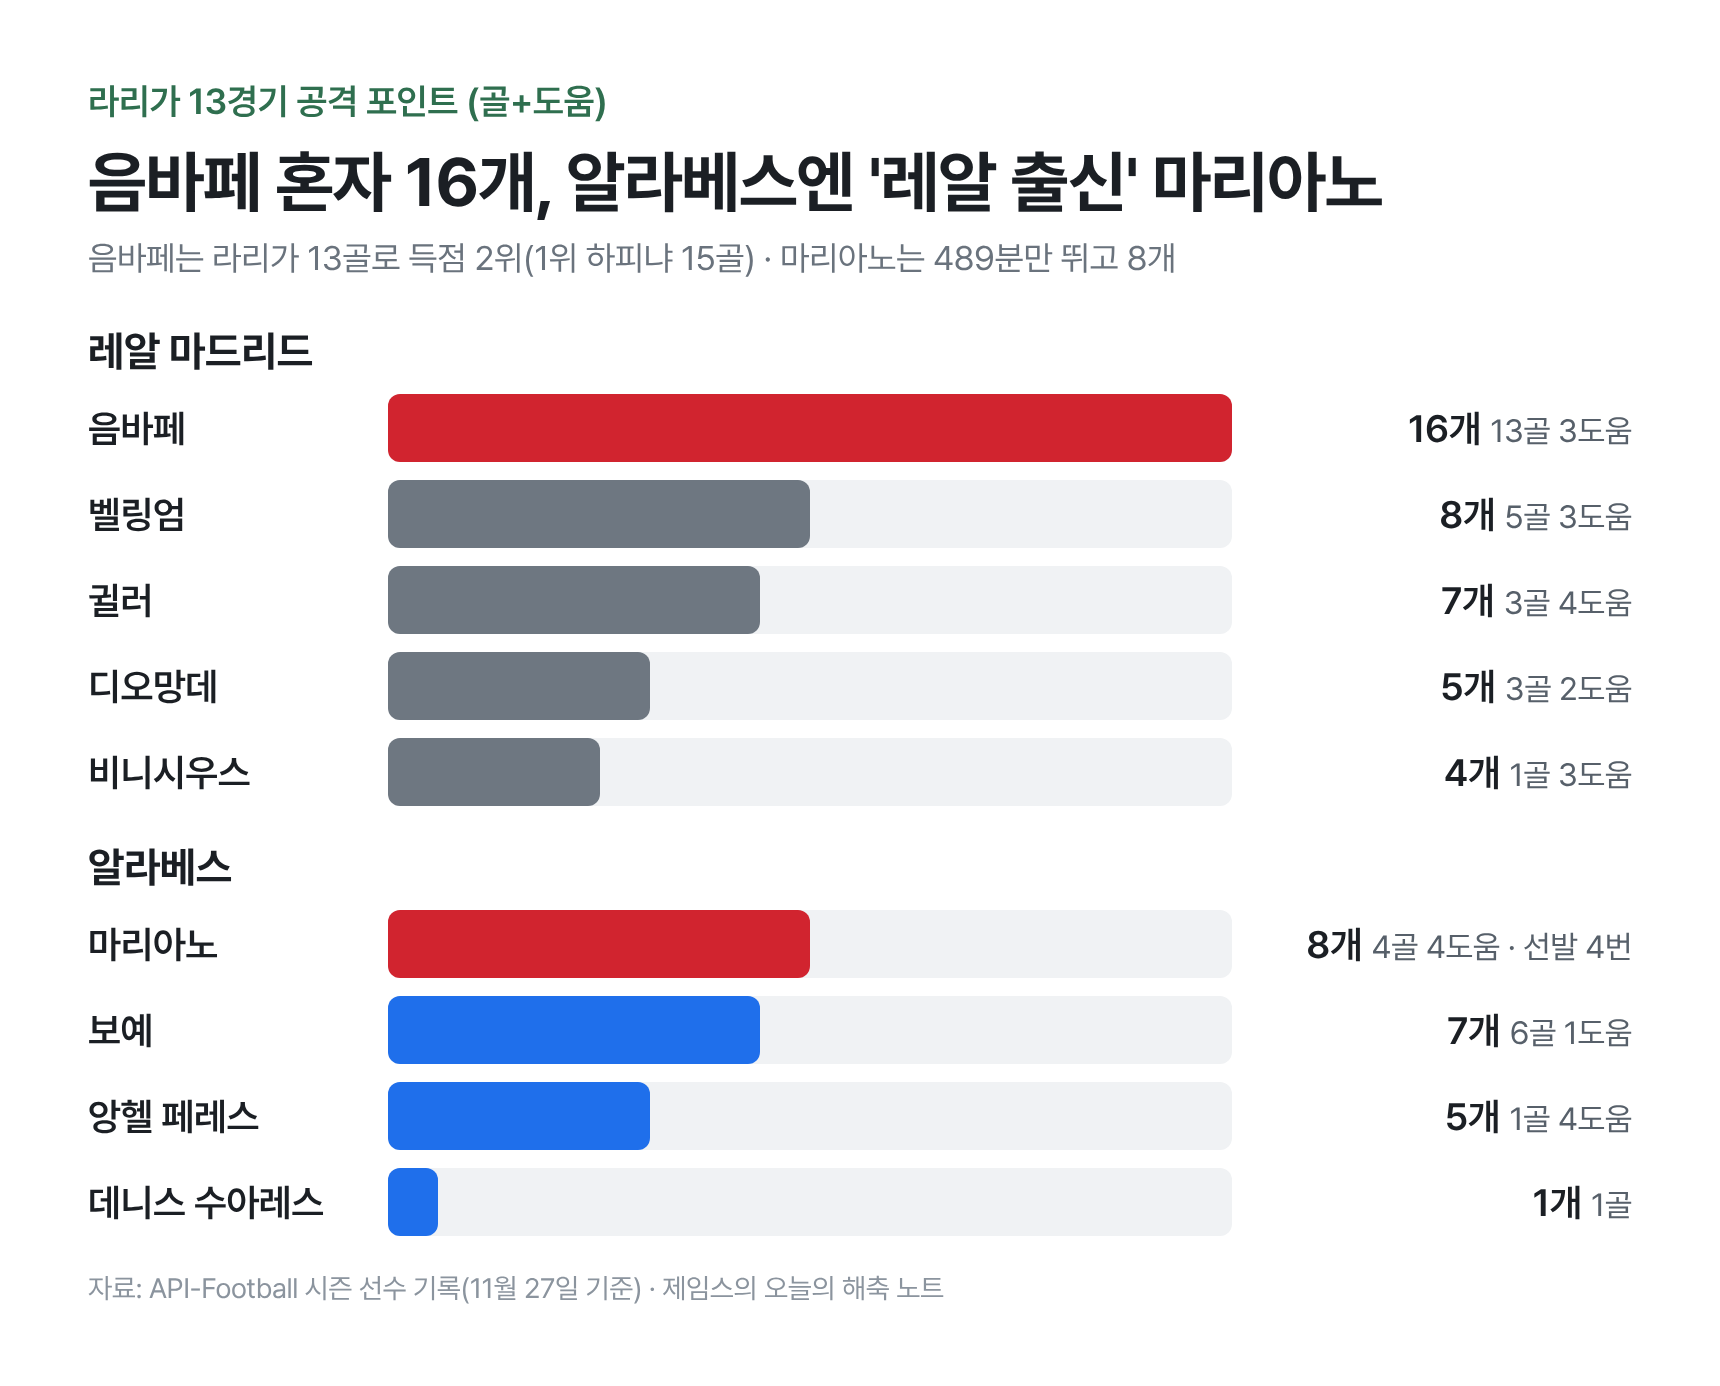 라리가 13경기 공격 포인트 (골+도움)
음바페 혼자 16개, 알라베스엔 '레알 출신' 마리아노
음바페는 라리가 13골로 득점 2위(1위 하피냐 15골) · 마리아노는 489분만 뛰고 8개
레알 마드리드
음바페 16개 13골 3도움
벨링엄 8개 5골 3도움
귈러 7개 3골 4도움
디오망데 5개 3골 2도움
비니시우스 4개 1골 3도움
알라베스
마리아노 8개 4골 4도움 · 선발 4번
보예 7개 6골 1도움
앙헬 페레스 5개 1골 4도움
데니스 수아레스 1개 1골
자료: API-Football 시즌 선수 기록(11월 27일 기준) · 제임스의 오늘의 해축 노트